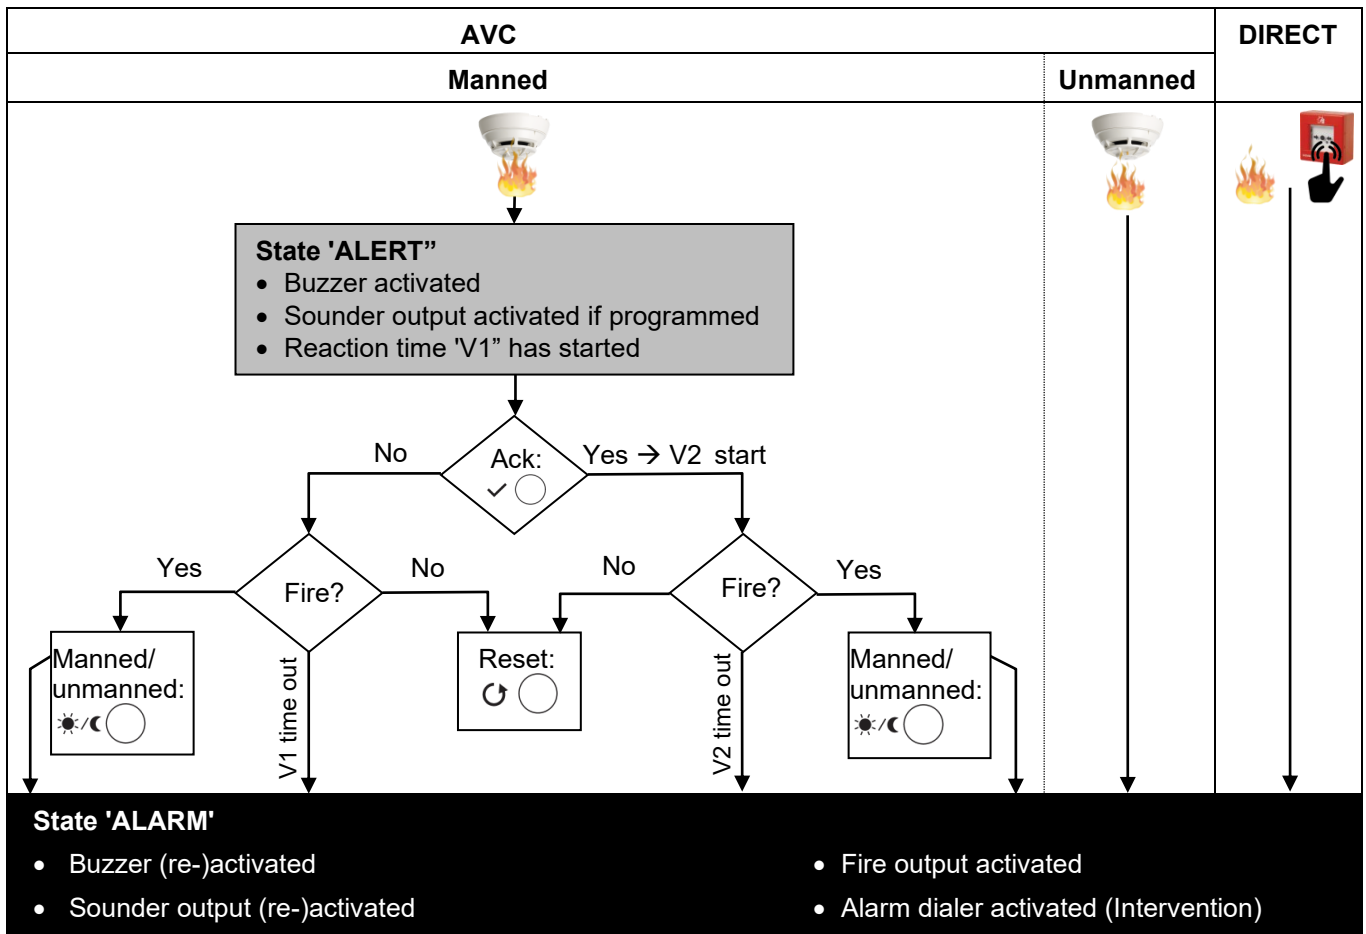 AVC
DIRECT
Manned
Unmanned
State 'ALERT”
• Buzzer activated
• Sounder output activated if programmed
• Reaction time 'V1” has started
No
Ack:
Yes → V2 start
Yes
Fire?
No
No
Fire?
Yes
Manned/
unmanned:
V1 time out
Reset:
V2 time out
Manned/
unmanned:
State 'ALARM'
• Buzzer (re-)activated
• Sounder output (re-)activated
• Fire output activated
• Alarm dialer activated (Intervention)